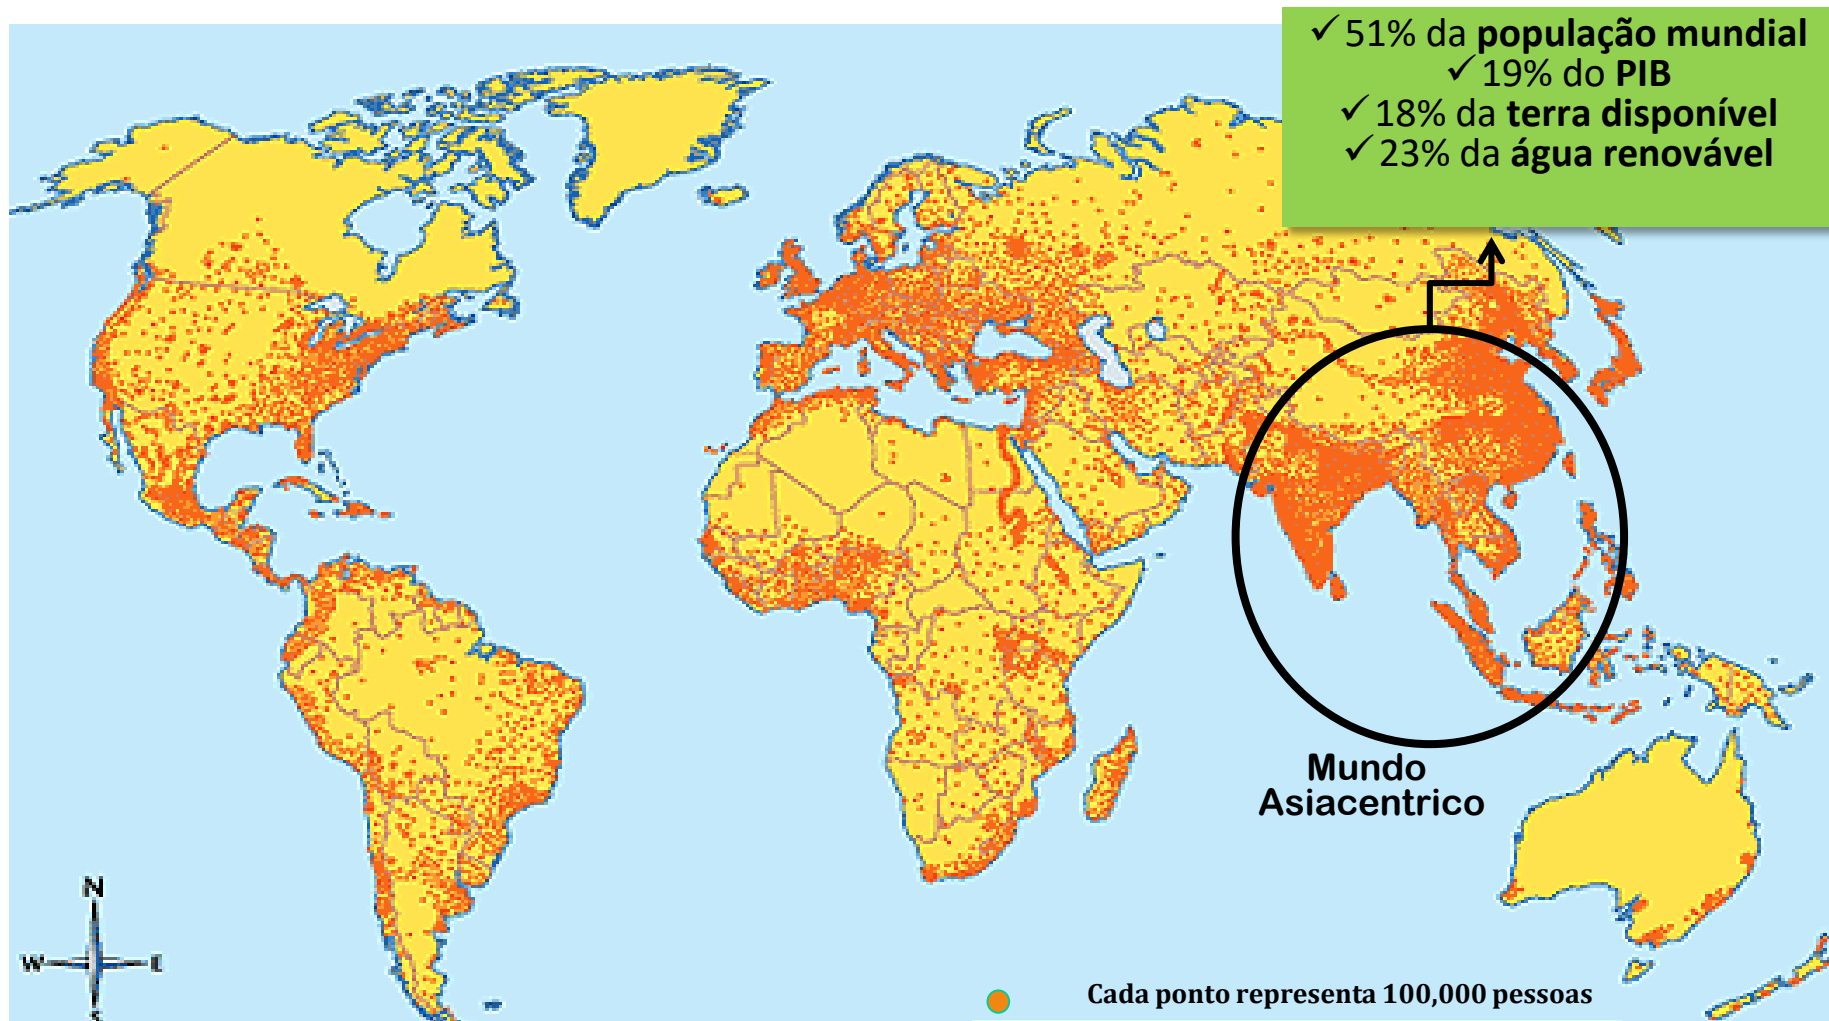 ✓51% da população mundial
✓19% do PIB
✓18% da terra disponível
✓23% da água renovável
Mundo
Asiacentrico
N
W E
S
Cada ponto representa 100,000 pessoas